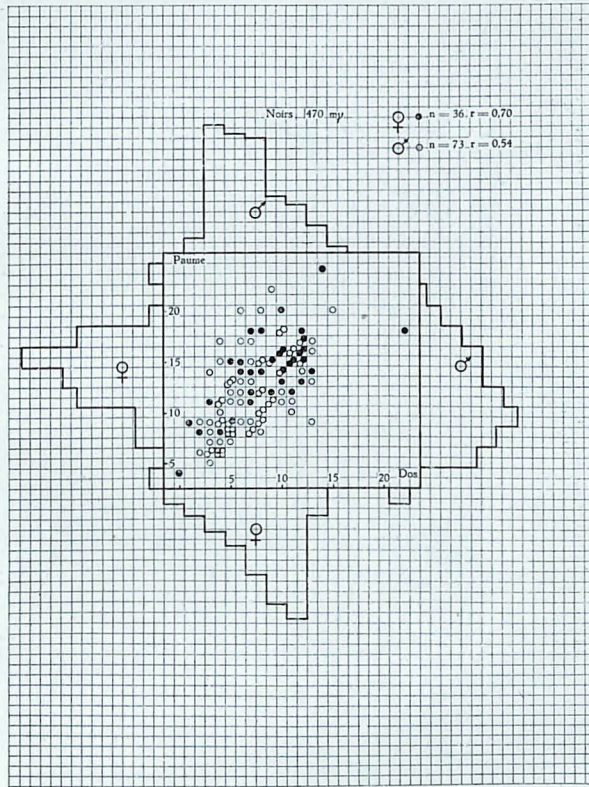 Noirs, 470 mµ
♀ ● n = 36. r = 0,70
♂ ○ n = 73. r = 0,54
♂
Paume
20
15
♀
♂
10
5
Dos
5 10 15 20
♀